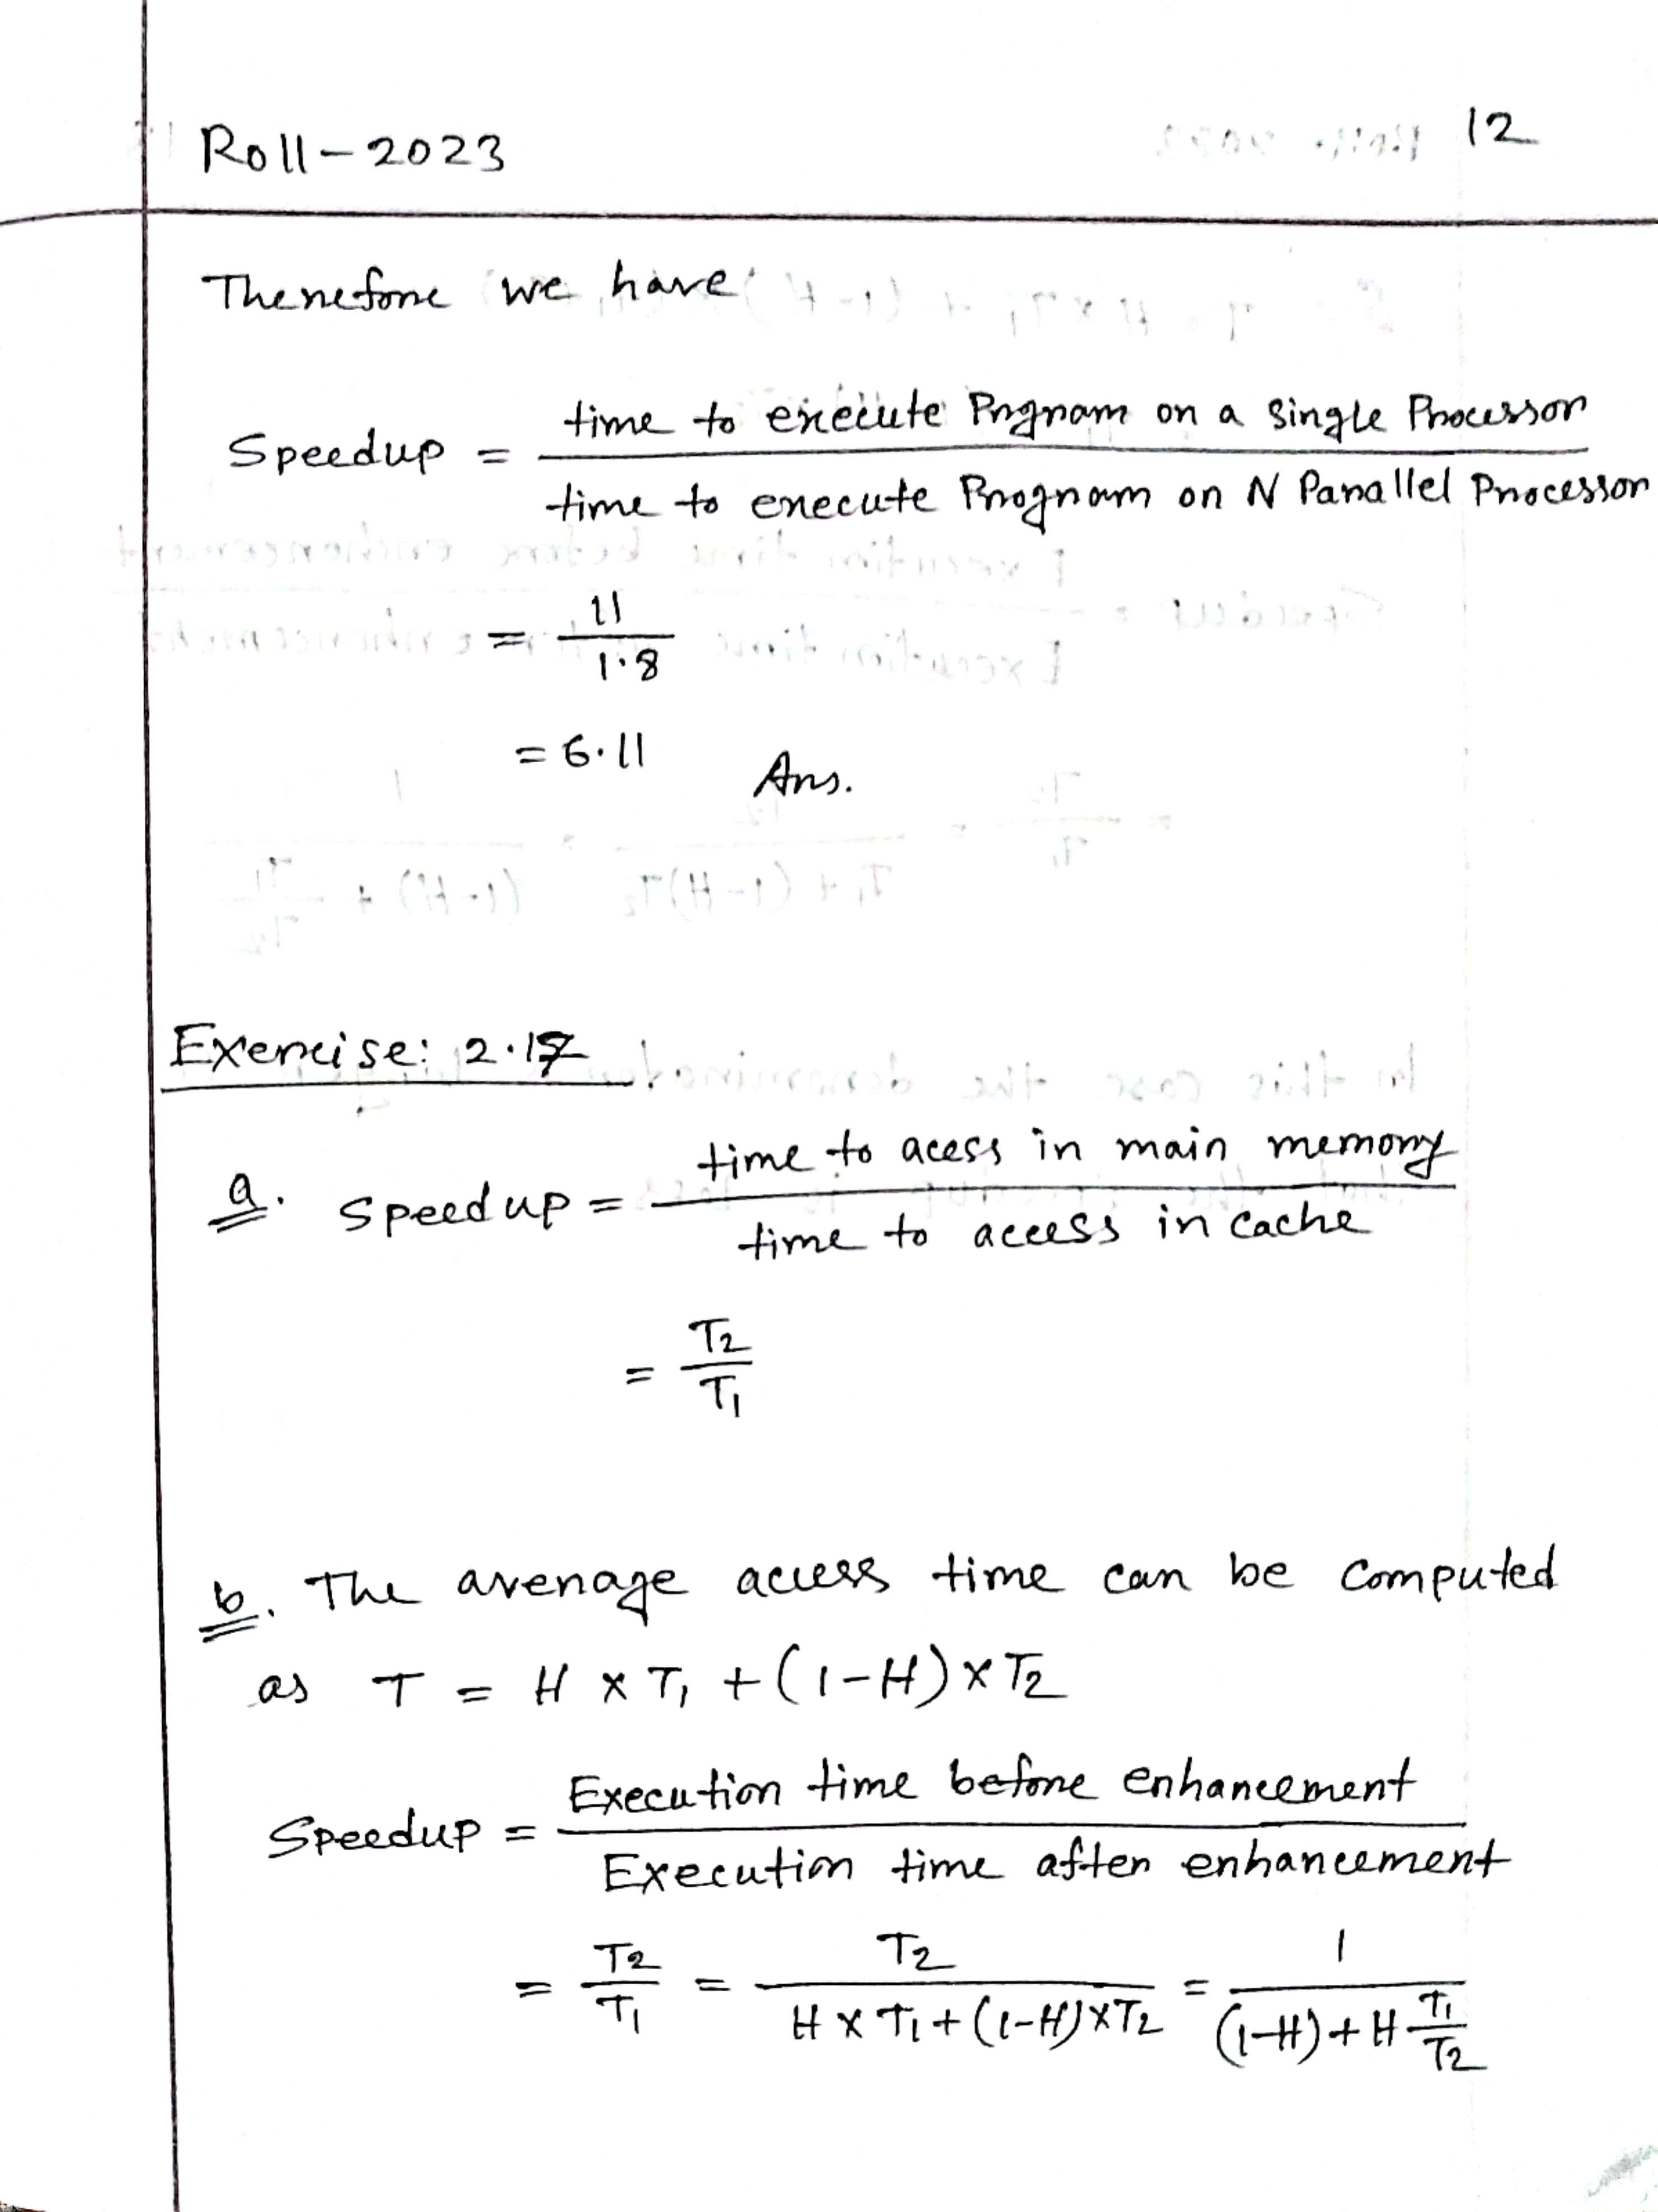 Roll-2023
12
Therefore we have
Speedup = time to execute Program on a Single Processor / time to execute Program on N Parallel Processor
= 11 / 1.8
= 6.11 Ans.
Exercise: 2.17
a. Speedup = time to acess in main memory / time to access in cache
= T2 / T1
b. The average access time can be computed
as T = H x T1 + (1-H) x T2
Speedup = Execution time before enhancement / Execution time after enhancement
= T2 / T1 = T2 / H x T1 + (1-H) x T2 = 1 / (1-H) + H T1 / T2